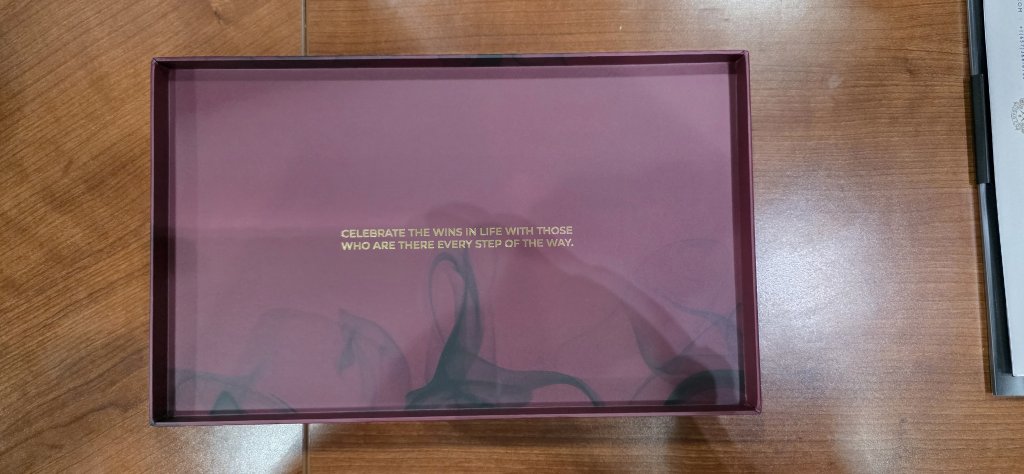 CELEBRATE THE WINS IN LIFE WITH THOSE
WHO ARE THERE EVERY STEP OF THE WAY.